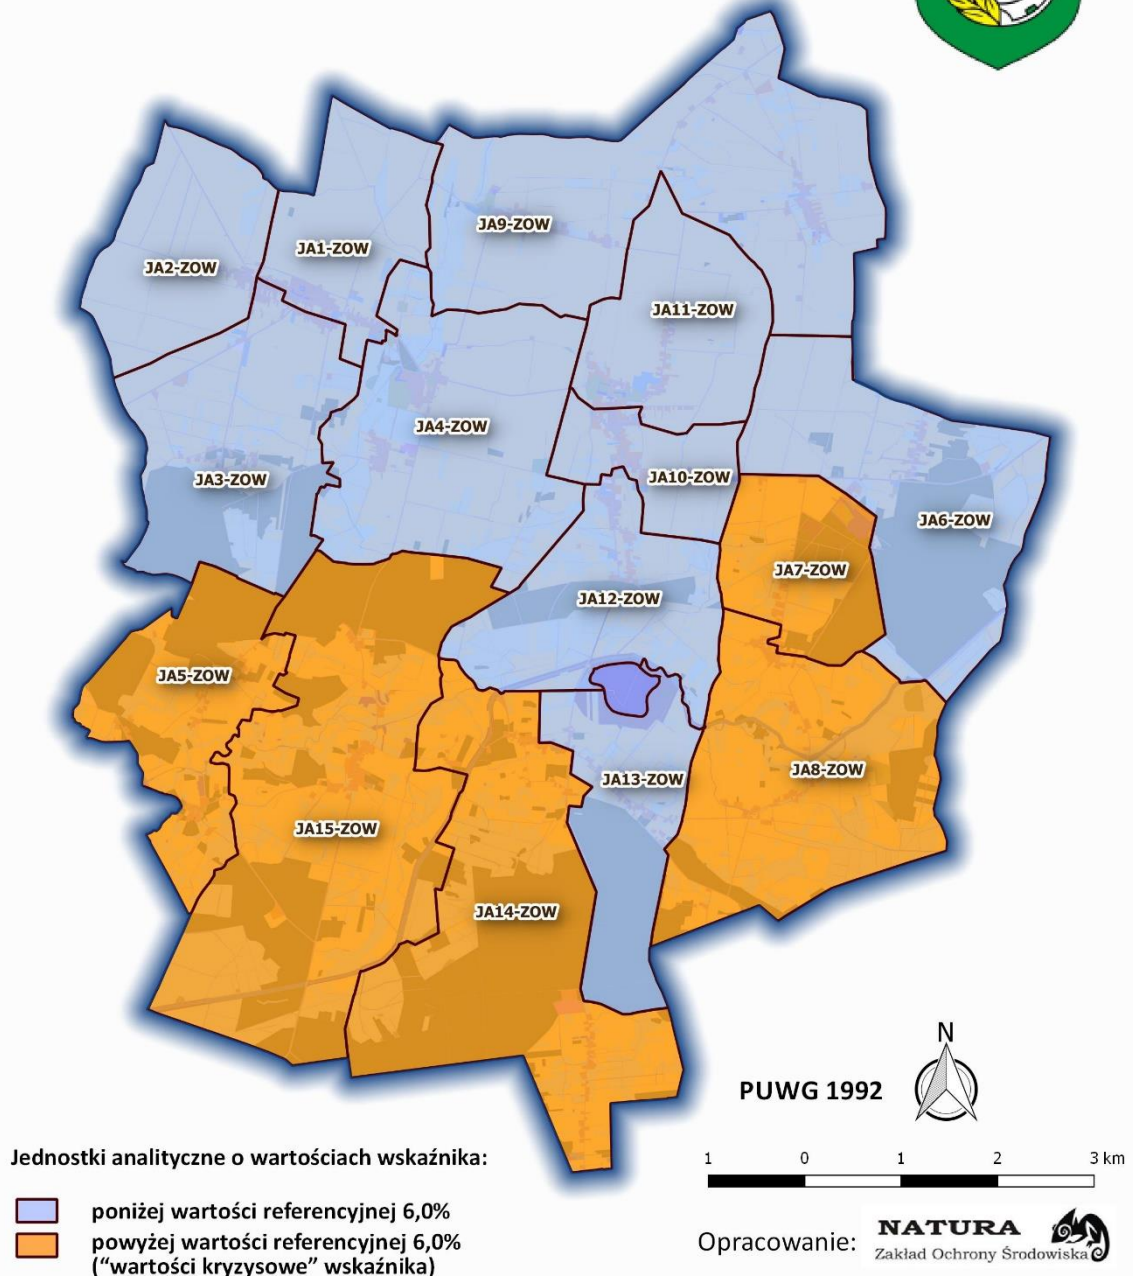 JA9-ZOW
JA1-ZOW
JA2-ZOW
JA11-ZOW
JA4-ZOW
JA10-ZOW
JA3-ZOW
JA6-ZOW
JA7-ZOW
JA12-ZOW
JA5-ZOW
JA8-ZOW
JA13-ZOW
JA15-ZOW
JA14-ZOW
N
PUWG 1992
Jednostki analityczne o wartościach wskaźnika:
1 0 1 2 3 km
poniżej wartości referencyjnej 6,0%
powyżej wartości referencyjnej 6,0%
(“wartości kryzysowe” wskaźnika)
Opracowanie:
NATURA
Zakład Ochrony Środowiska